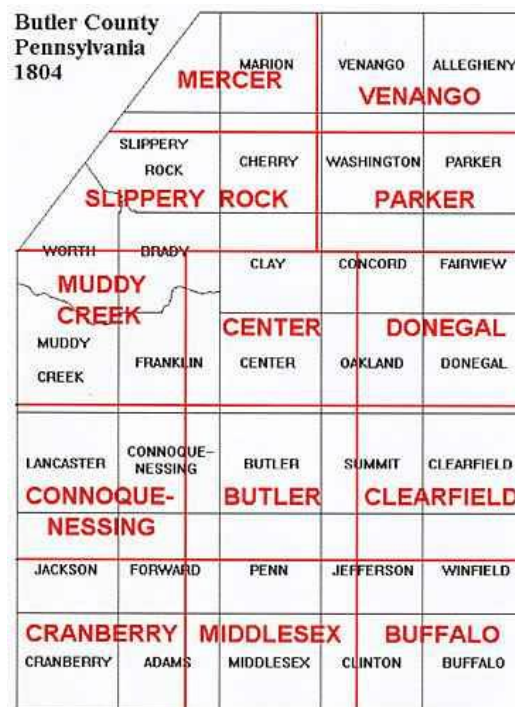 Butler County
Pennsylvania
1804
MARION VENANGO ALLEGHENY
MERCER VENANGO
SLIPPERY
ROCK CHERRY WASHINGTON PARKER
SLIPPERY ROCK PARKER
WORTH BRADY CLAY CONCORD FAIRVIEW
MUDDY
CREEK CENTER DONEGAL
MUDDY
CREEK FRANKLIN CENTER OAKLAND DONEGAL
LANCASTER CONNOQUE-
NESSING BUTLER SUMMIT CLEARFIELD
CONNOQUE-
NESSING BUTLER CLEARFIELD
JACKSON FORWARD PENN JEFFERSON WINFIELD
CRANBERRY MIDDLESEX BUFFALO
CRANBERRY ADAMS MIDDLESEX CLINTON BUFFALO